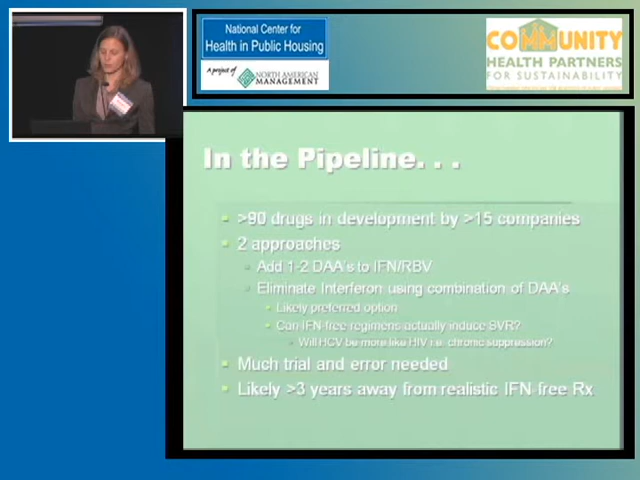 National Center for
Health in Public Housing
A project of
NORTH AMERICAN
MANAGEMENT
COMMUNITY
HEALTH PARTNERS
FOR SUSTAINABILITY
In the Pipeline. . .
>90 drugs in development by >15 companies
2 approaches
Add 1-2 DAA's to IFN/RBV
Eliminate Interferon using combination of DAA's
Likely preferred option
Can IFN-free regimens actually induce SVR?
Will HCV be more like HIV i.e. chronic suppression?
Much trial and error needed
Likely >3 years away from realistic IFN-free Rx